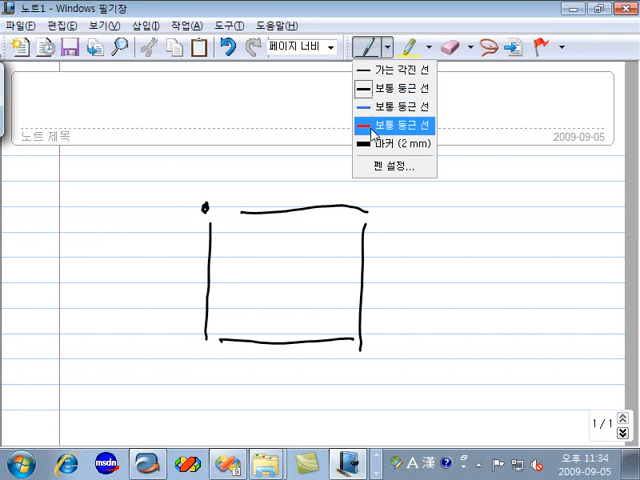 노트1 - Windows 필기장
파일(F) 편집(E) 보기(V) 삽입(I) 작업(A) 도구(T) 도움말(H)
페이지 너비
가는 각진 선
보통 둥근 선
보통 둥근 선
보통 둥근 선
마커 (2 mm)
펜 설정...
노트 제목
2009-09-05
1 / 1
msn
A 漢
오후 11:34
2009-09-05